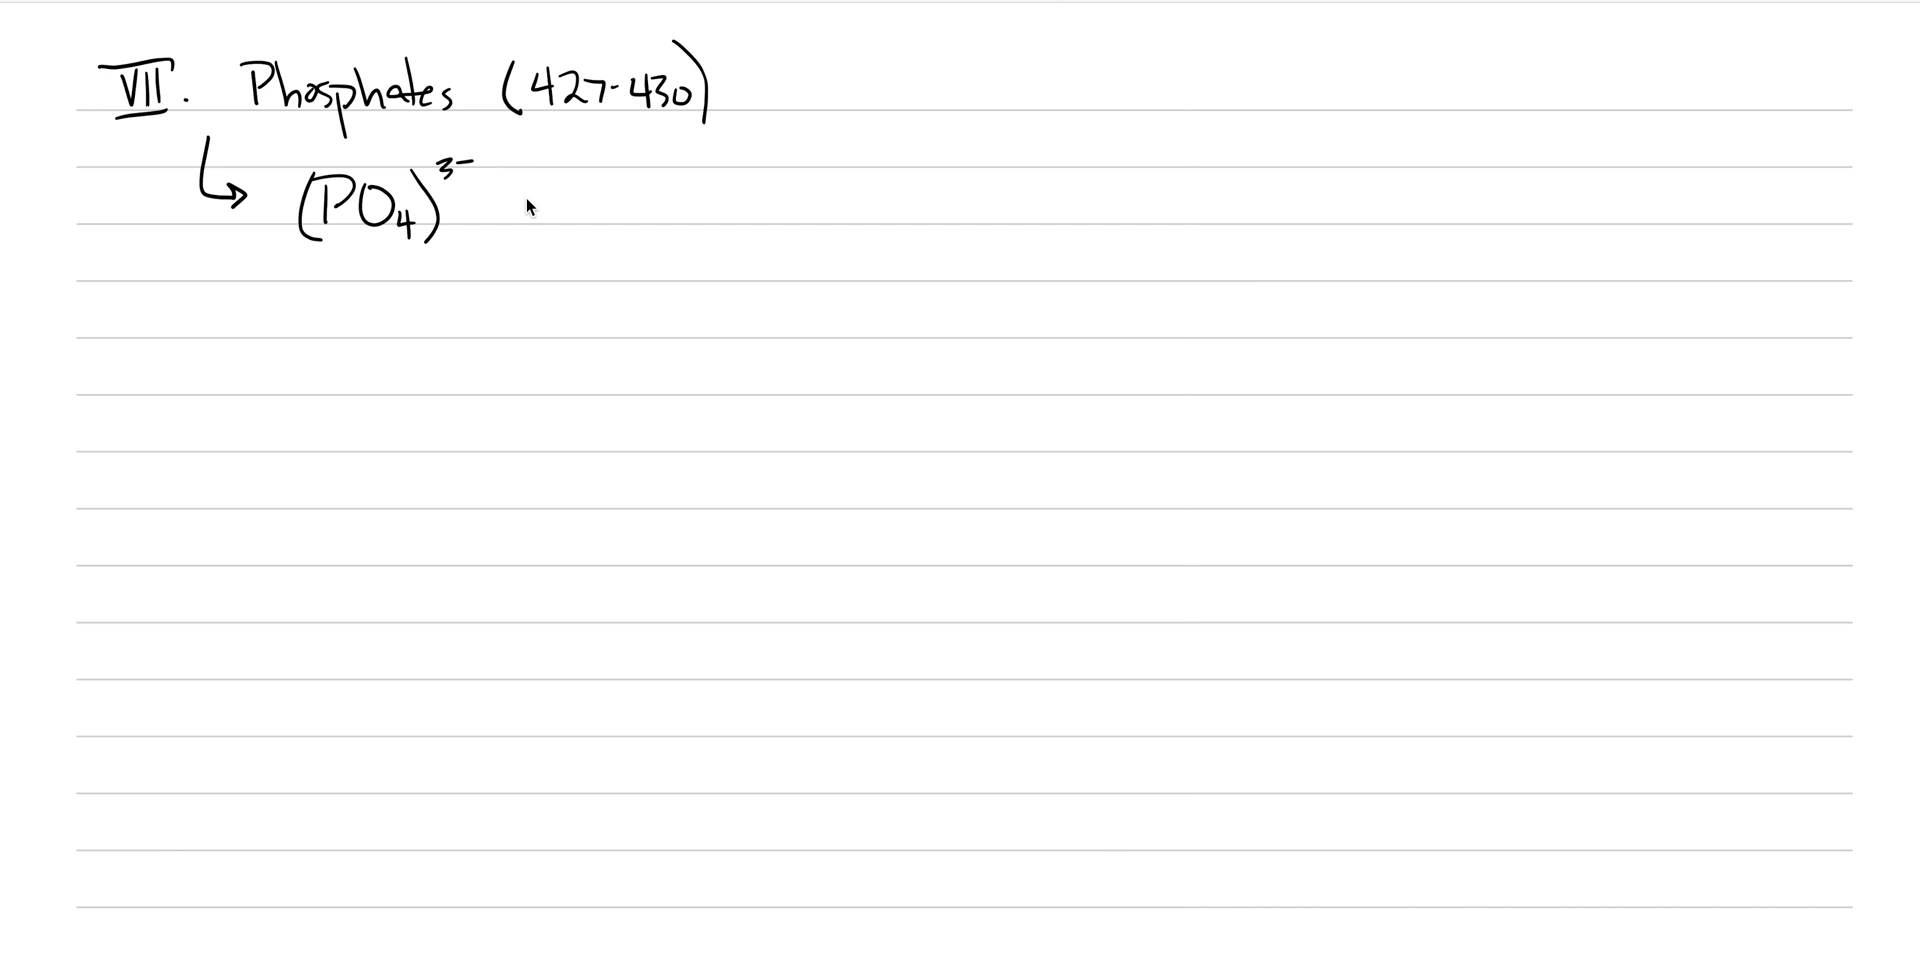 VII. Phosphates (427-430)
↳ (PO₄)³⁻